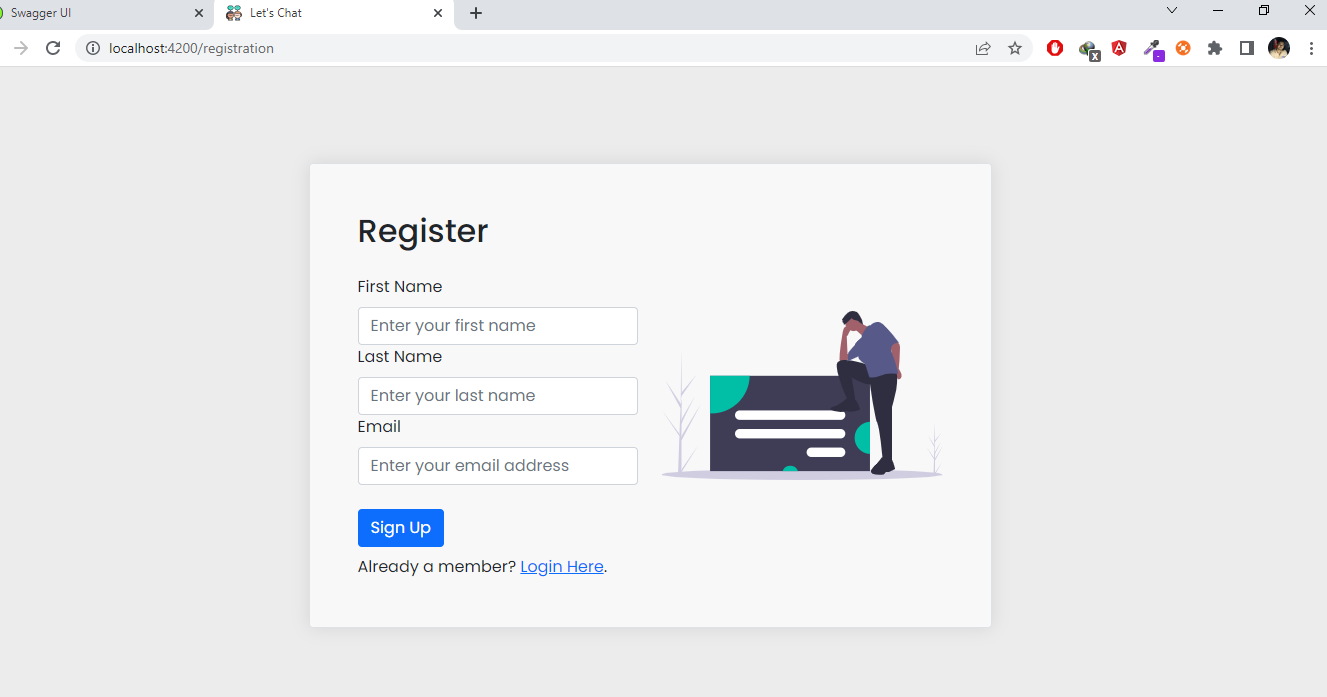 Swagger UI
Let's Chat
localhost:4200/registration
Register
First Name
Enter your first name
Last Name
Enter your last name
Email
Enter your email address
Sign Up
Already a member? Login Here.